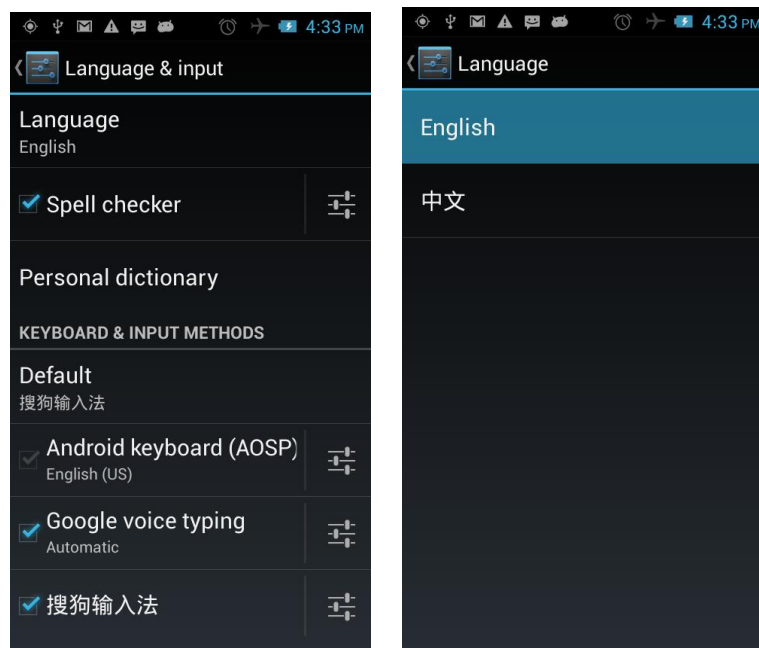 4:33 PM
Language & input
Language
English
Spell checker
Personal dictionary
KEYBOARD & INPUT METHODS
Default
搜狗输入法
Android keyboard (AOSP)
English (US)
Google voice typing
Automatic
搜狗输入法
4:33 PM
Language
English
中文